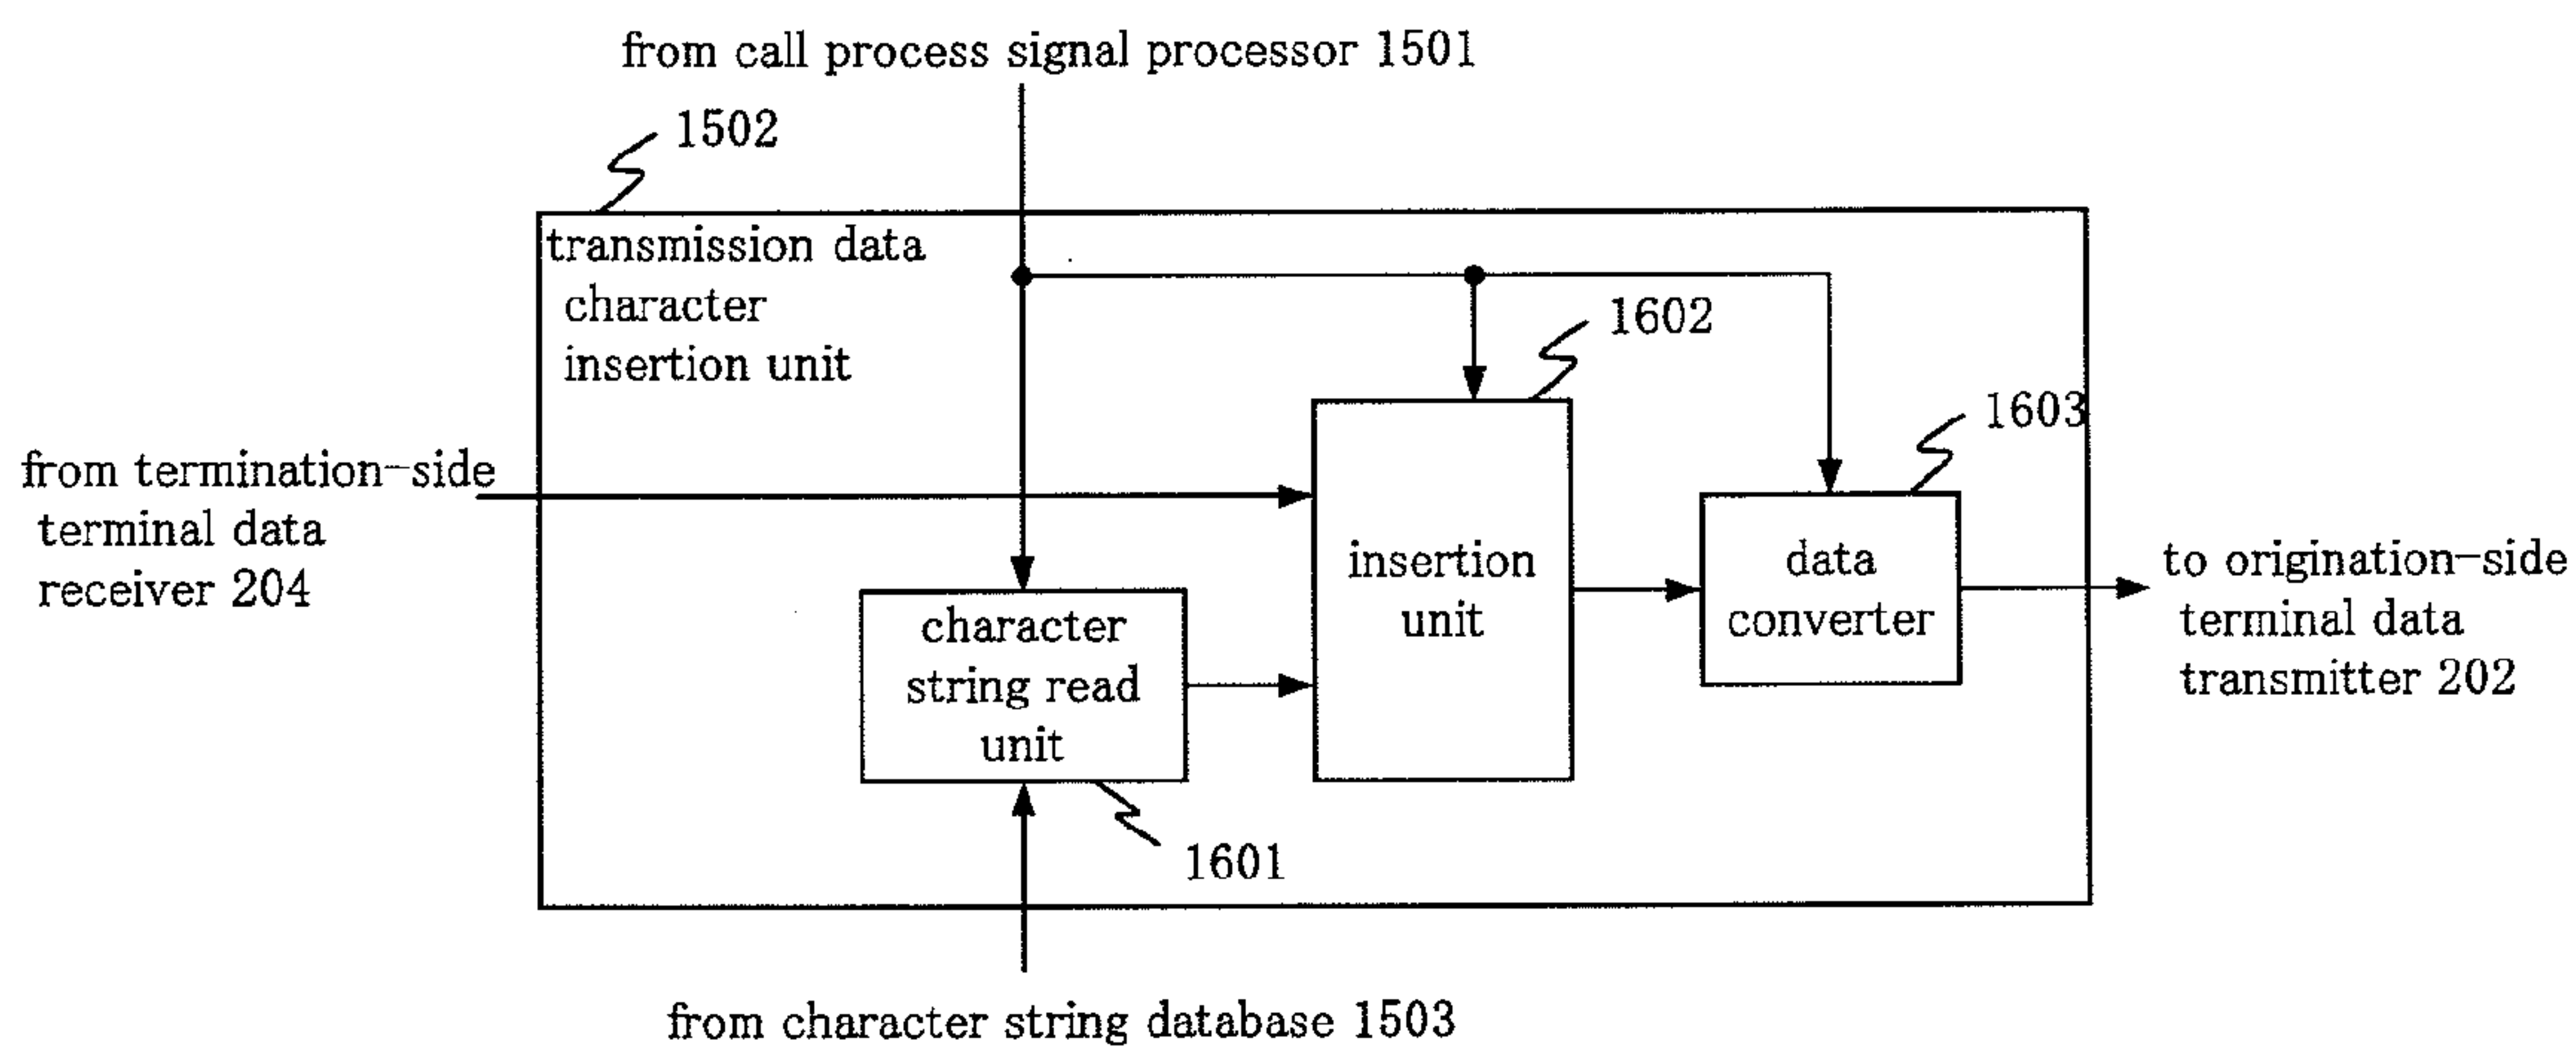 from call process signal processor 1501
1502
transmission data
character
insertion unit
1602
1603
from termination-side
terminal data
receiver 204
insertion
unit
data
converter
to origination-side
terminal data
transmitter 202
character
string read
unit
1601
from character string database 1503